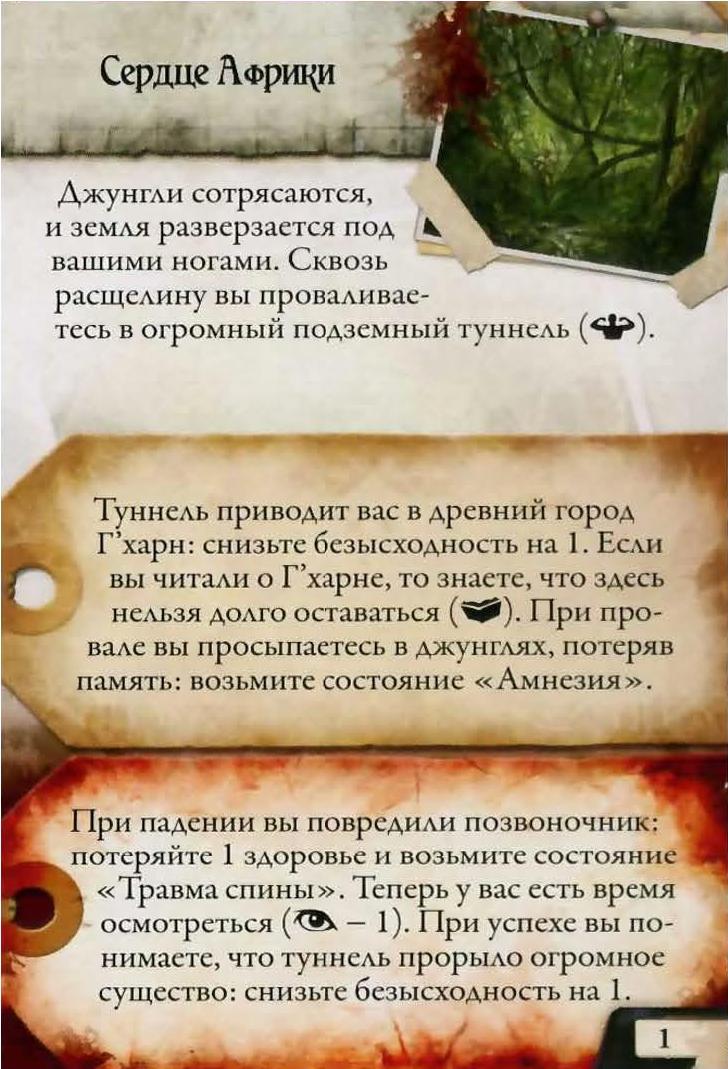 Сердце Африки
Джунгли сотрясаются,
и земля разверзается под
вашими ногами. Сквозь
расщелину вы проваливае-
тесь в огромный подземный туннель ( ).
Туннель приводит вас в древний город
Г’харн: снизьте безысходность на 1. Если
вы читали о Г’харне, то знаете, что здесь
нельзя долго оставаться ( ). При про-
вале вы просыпаетесь в джунглях, потеряв
память: возьмите состояние «Амнезия».
При падении вы повредили позвоночник:
потеряйте 1 здоровье и возьмите состояние
«Травма спины». Теперь у вас есть время
осмотреться ( – 1). При успехе вы по-
нимаете, что туннель прорыло огромное
существо: снизьте безысходность на 1.
1